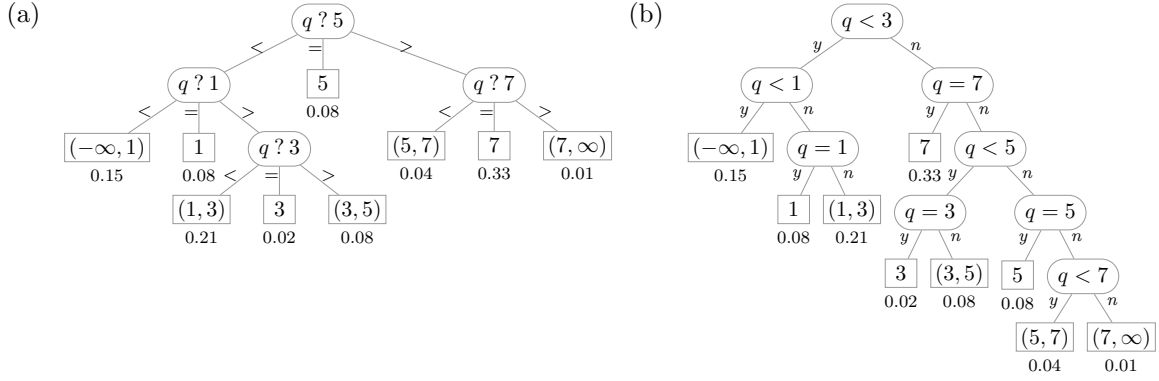 (a)
q ? 5
< = >
q ? 1
5
q ? 7
0.08
< = >
< = >
(−∞, 1)
1
q ? 3
(5, 7)
7
(7, ∞)
0.15
0.08
0.04
0.33
0.01
< = >
(1, 3)
3
(3, 5)
0.21
0.02
0.08
(b)
q < 3
y n
q < 1
q = 7
y n
y n
(−∞, 1)
q = 1
7
q < 5
0.15
0.33
y n
y n
1
(1, 3)
q = 3
q = 5
0.08
0.21
y n
y n
3
(3, 5)
5
q < 7
0.02
0.08
0.08
y n
(5, 7)
(7, ∞)
0.04
0.01